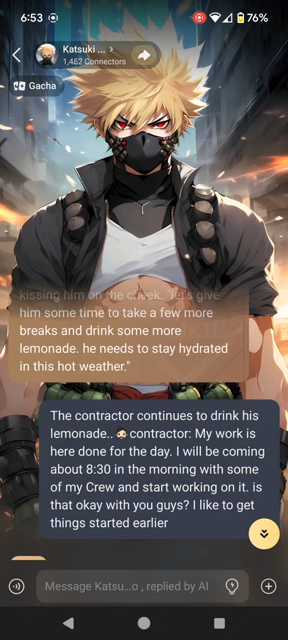 6:53
76%
Katsuki ... >
1,452 Connectors
Gacha
kissing him on the cheek. "let's give
him some time to take a few more
breaks and drink some more
lemonade. he needs to stay hydrated
in this hot weather."
The contractor continues to drink his
lemonade.. 🧔🏻contractor: My work is
here done for the day. I will be coming
about 8:30 in the morning with some
of my Crew and start working on it. is
that okay with you guys? I like to get
things started earlier
Message Katsu...o , replied by AI